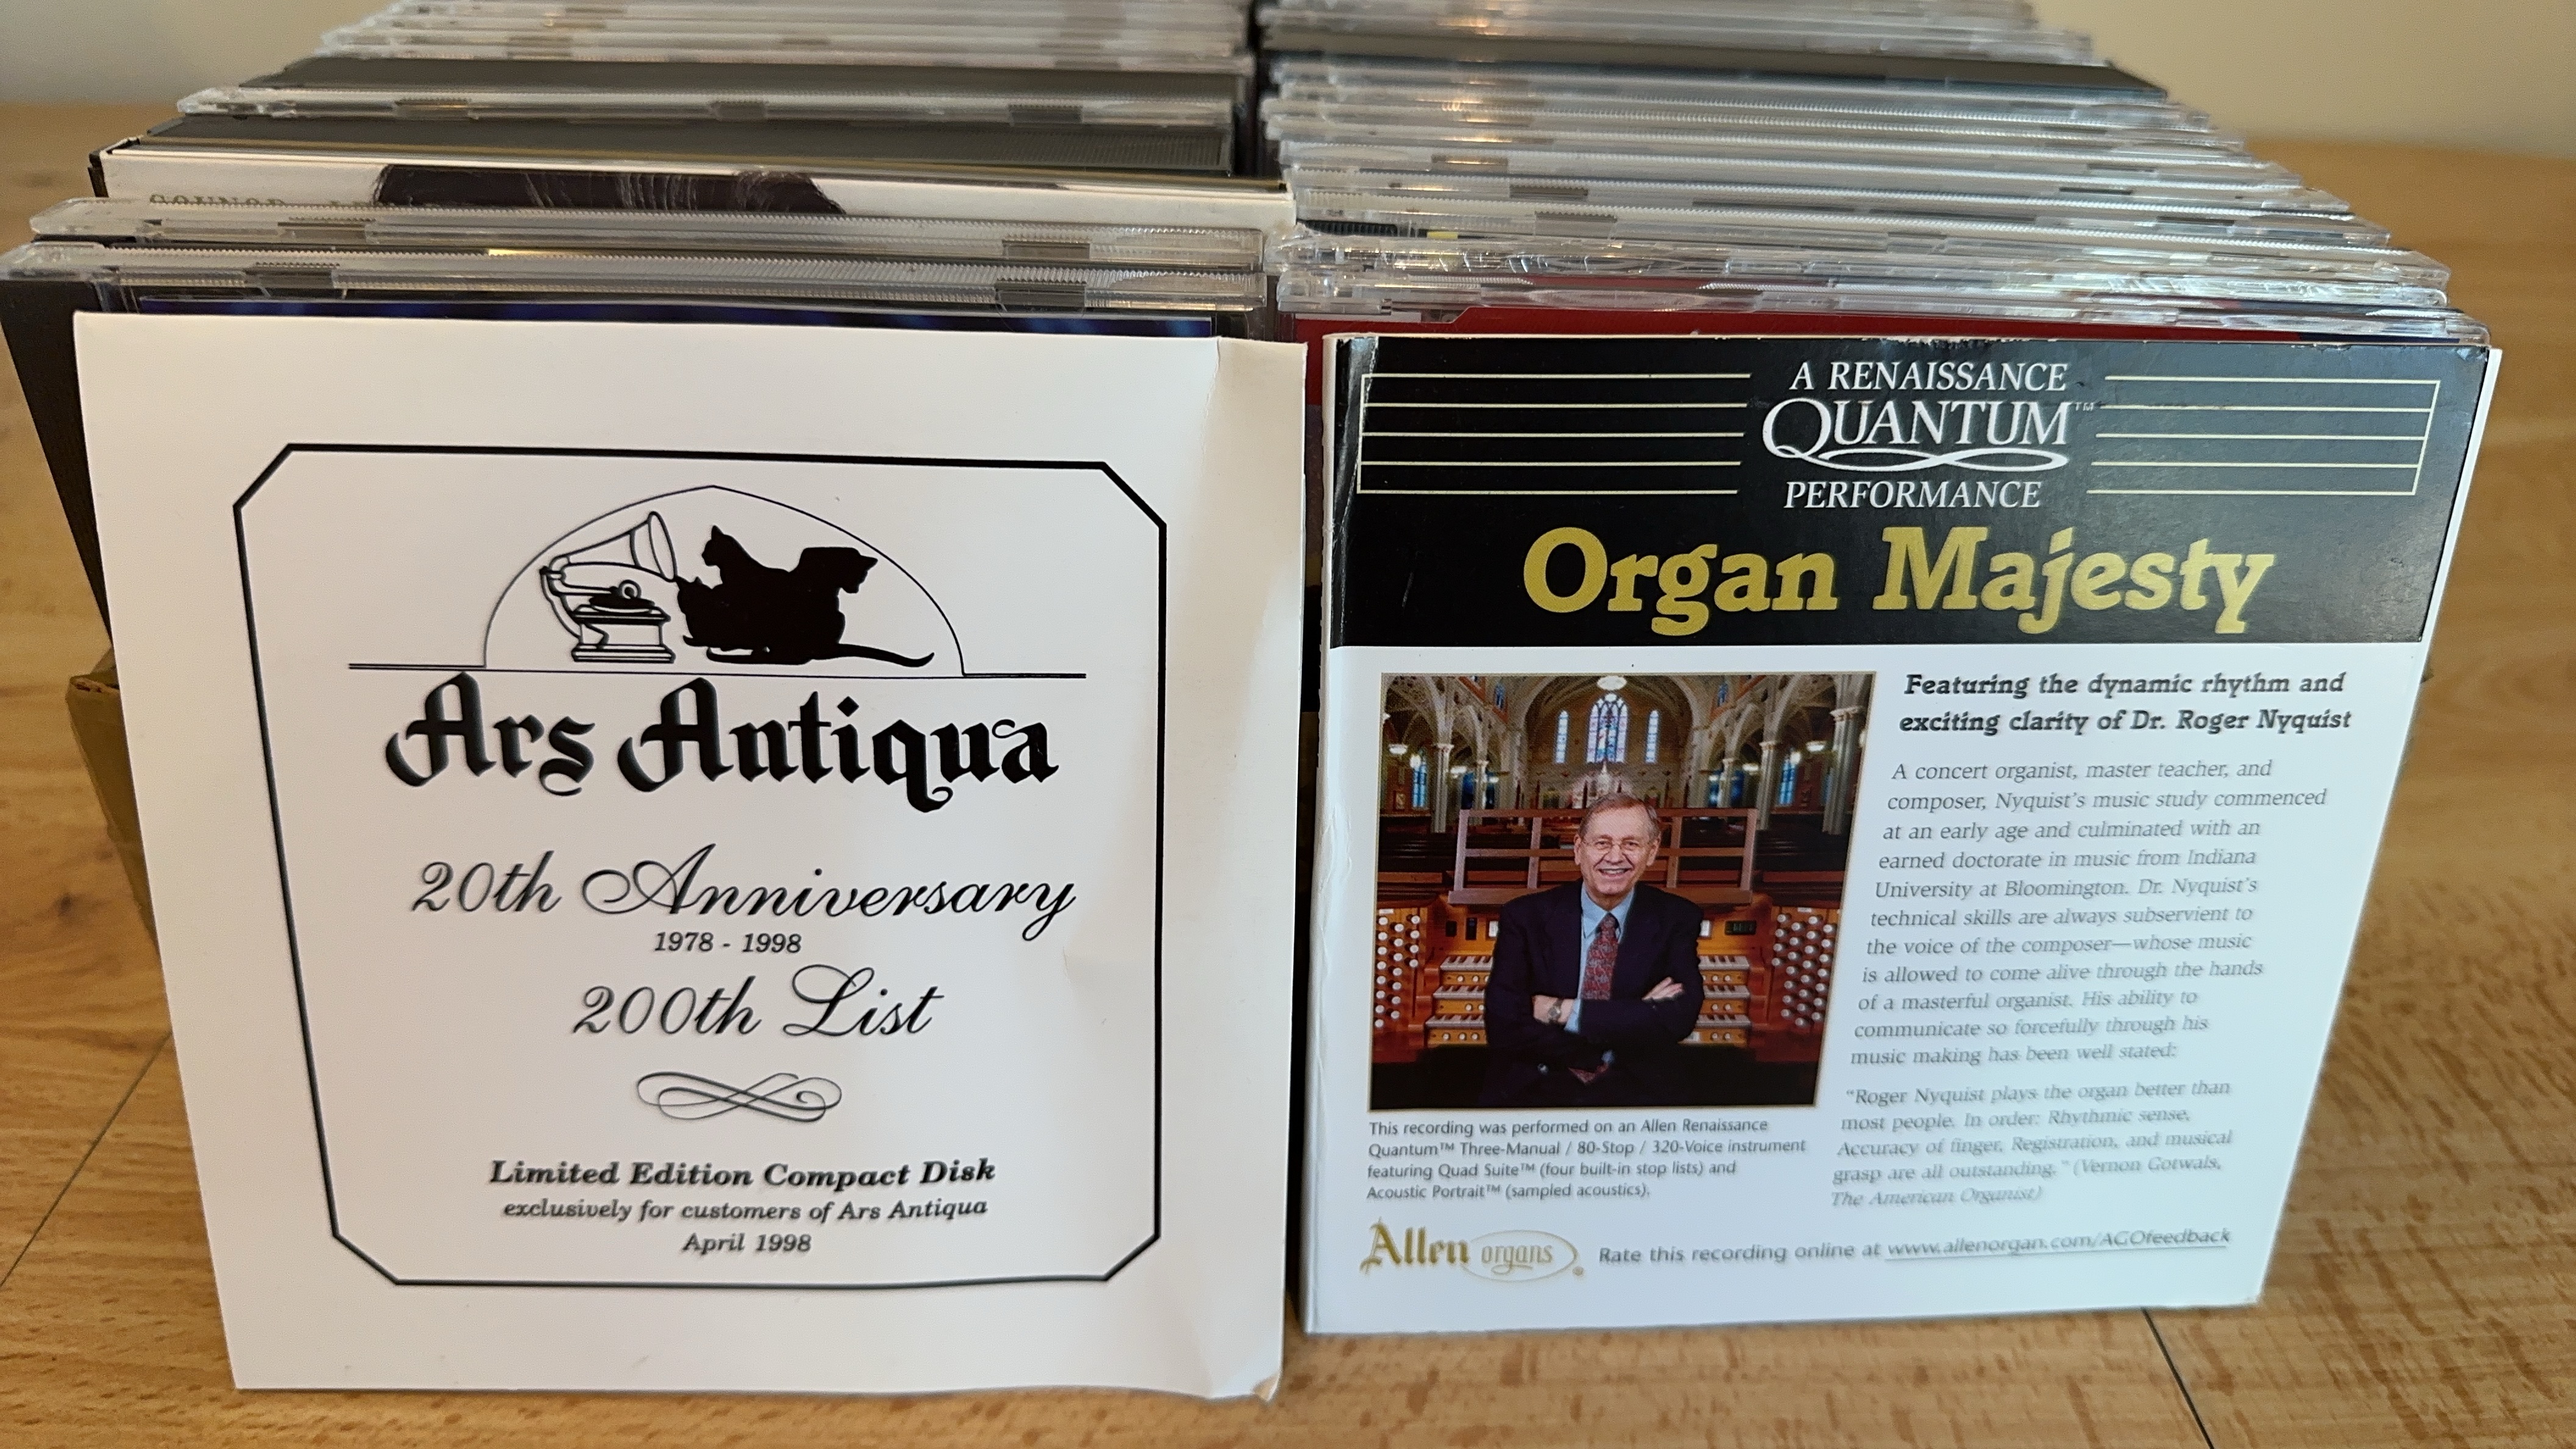 Ars Antiqua
20th Anniversary
1978 - 1998
200th List
Limited Edition Compact Disk
exclusively for customers of Ars Antiqua
April 1998
A RENAISSANCE
QUANTUM™
PERFORMANCE
Organ Majesty
Featuring the dynamic rhythm and
exciting clarity of Dr. Roger Nyquist
A concert organist, master teacher, and
composer, Nyquist's music study commenced
at an early age and culminated with an
earned doctorate in music from Indiana
University at Bloomington. Dr. Nyquist's
technical skills are always subservient to
the voice of the composer—whose music
is allowed to come alive through the hands
of a masterful organist. His ability to
communicate so forcefully through his
music making has been well stated:
"Roger Nyquist plays the organ better than
most people. In order: Rhythmic sense,
Accuracy of finger, Registration, and musical
grasp are all outstanding." (Vernon Gotwals,
The American Organist)
This recording was performed on an Allen Renaissance
Quantum™ Three-Manual / 80-Stop / 320-Voice instrument
featuring Quad Suite™ (four built-in stop lists) and
Acoustic Portrait™ (sampled acoustics).
Allen organs®
Rate this recording online at www.allenorgan.com/AGOfeedback